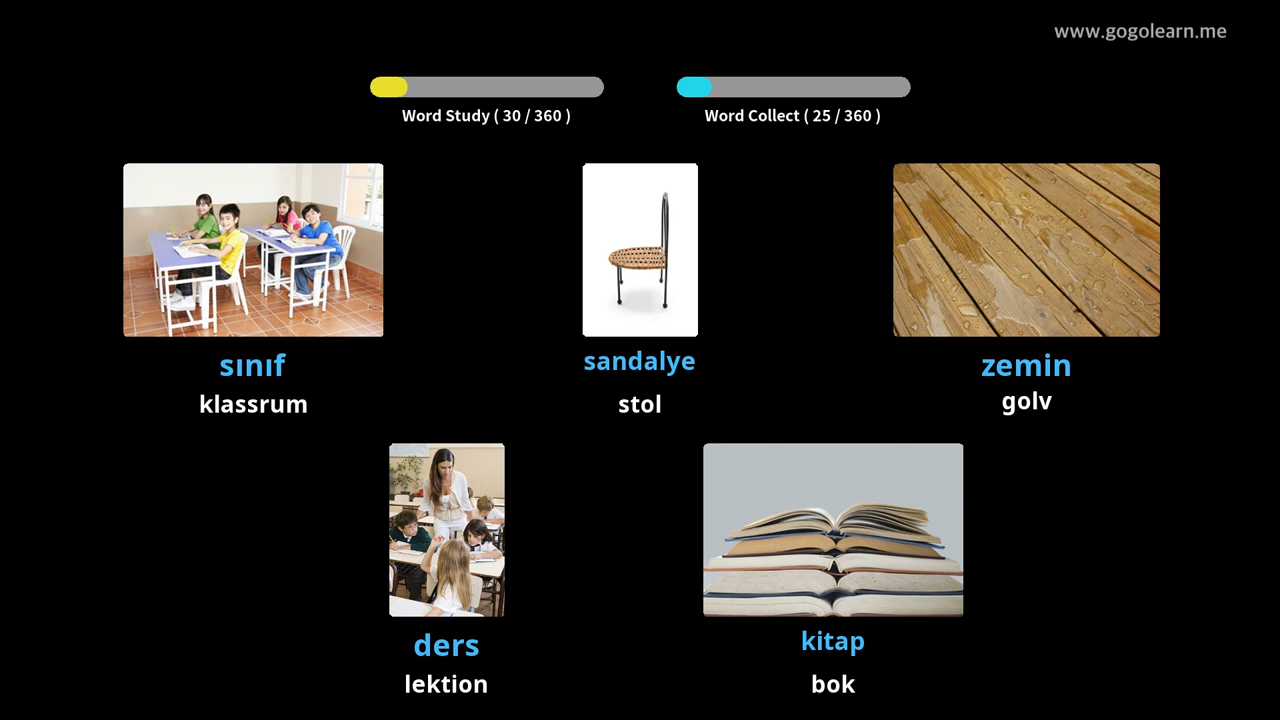 www.gogolearn.me
Word Study ( 30 / 360 )
Word Collect ( 25 / 360 )
sınıf
klassrum
sandalye
stol
zemin
golv
ders
lektion
kitap
bok